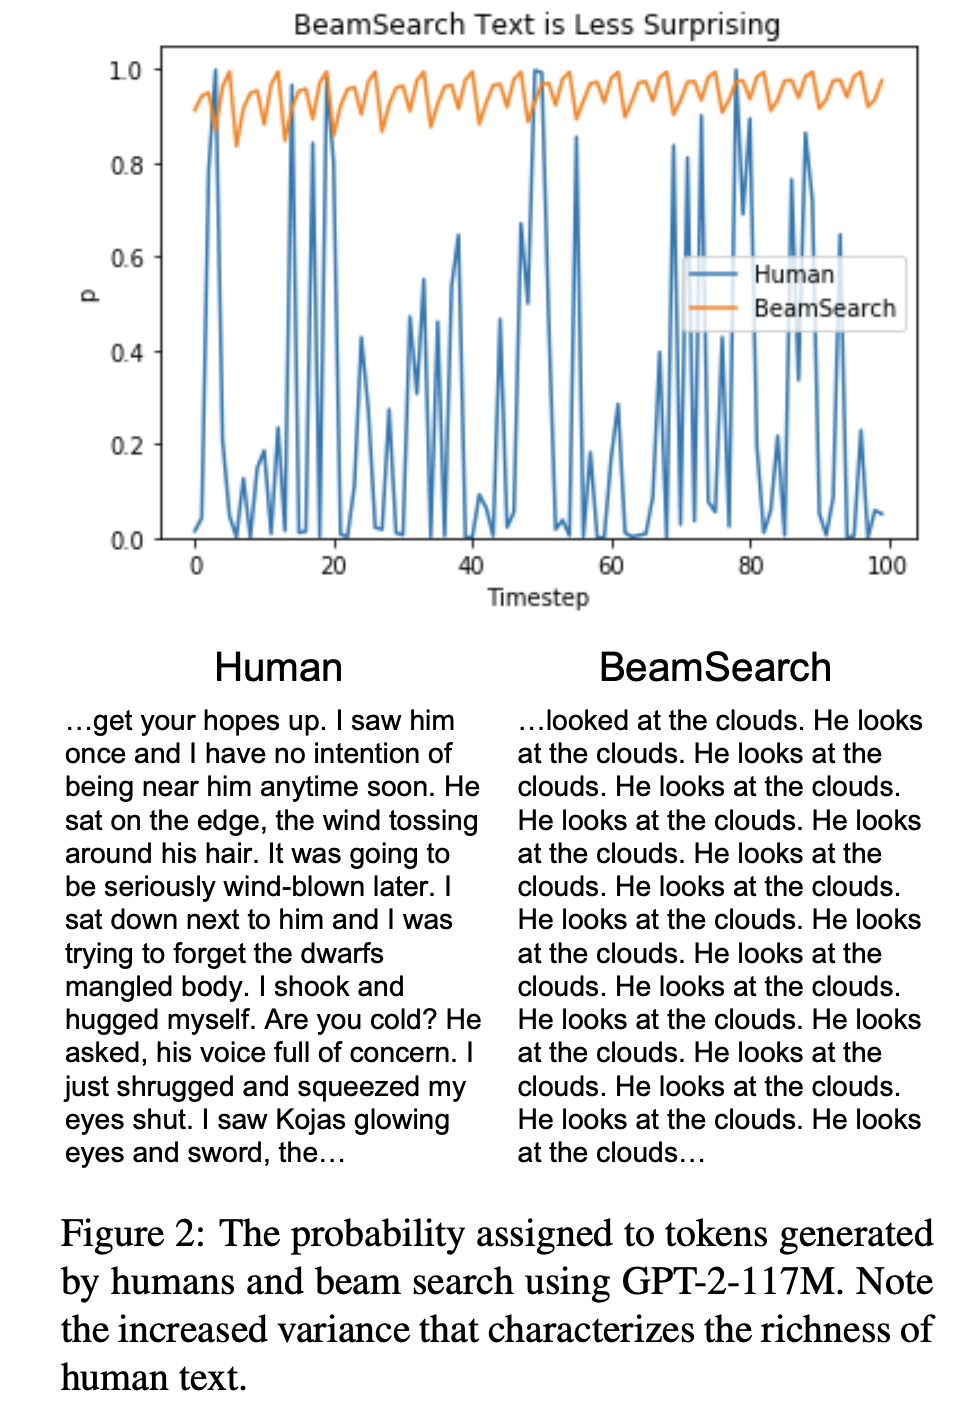 BeamSearch Text is Less Surprising
1.0
0.8
0.6
0.4
0.2
0.0
p
Human
BeamSearch
0 20 40 60 80 100
Timestep
Human
…get your hopes up. I saw him
once and I have no intention of
being near him anytime soon. He
sat on the edge, the wind tossing
around his hair. It was going to
be seriously wind-blown later. I
sat down next to him and I was
trying to forget the dwarfs
mangled body. I shook and
hugged myself. Are you cold? He
asked, his voice full of concern. I
just shrugged and squeezed my
eyes shut. I saw Kojas glowing
eyes and sword, the…
BeamSearch
…looked at the clouds. He looks
at the clouds. He looks at the
clouds. He looks at the clouds.
He looks at the clouds. He looks
at the clouds. He looks at the
clouds. He looks at the clouds.
He looks at the clouds. He looks
at the clouds. He looks at the
clouds. He looks at the clouds.
He looks at the clouds. He looks
at the clouds. He looks at the
clouds. He looks at the clouds.
He looks at the clouds. He looks
at the clouds…
Figure 2: The probability assigned to tokens generated
by humans and beam search using GPT-2-117M. Note
the increased variance that characterizes the richness of
human text.